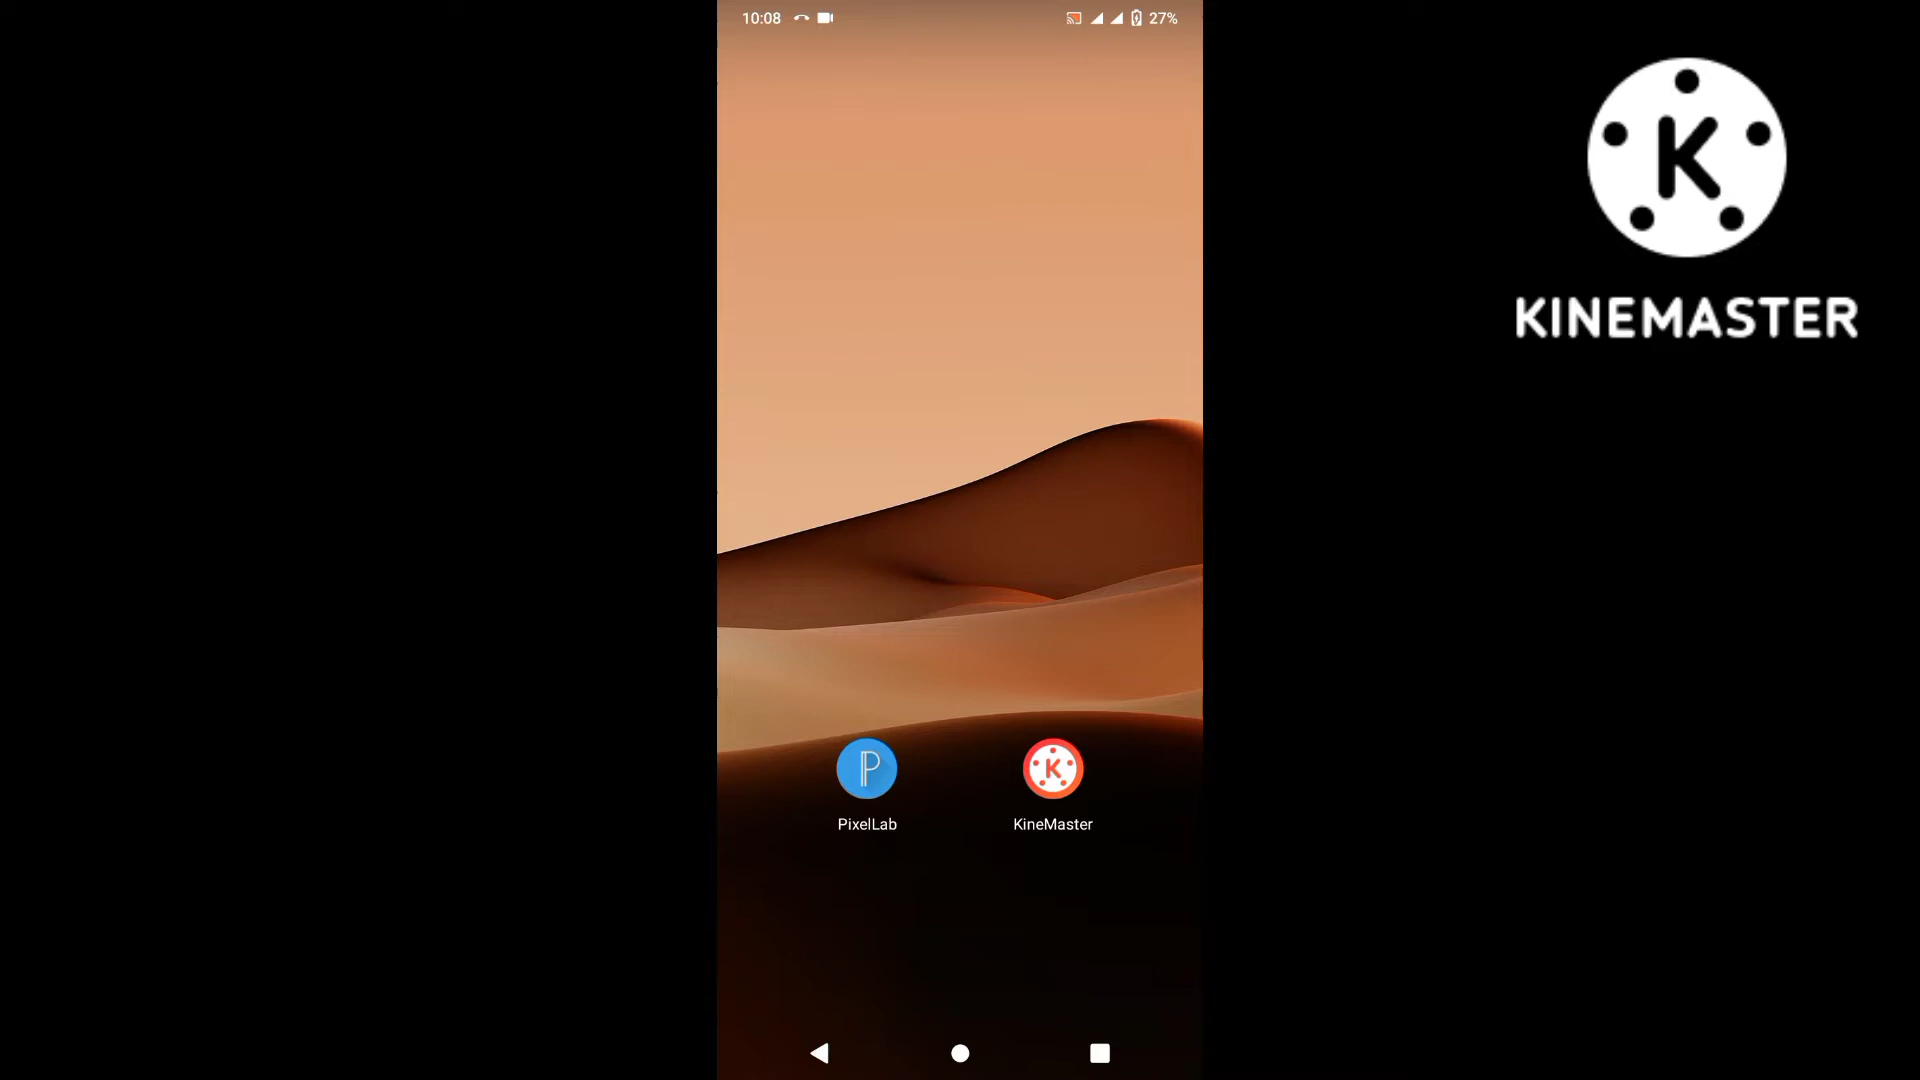 10:08
27%
K
KINEMASTER
P
K
PixelLab
KineMaster